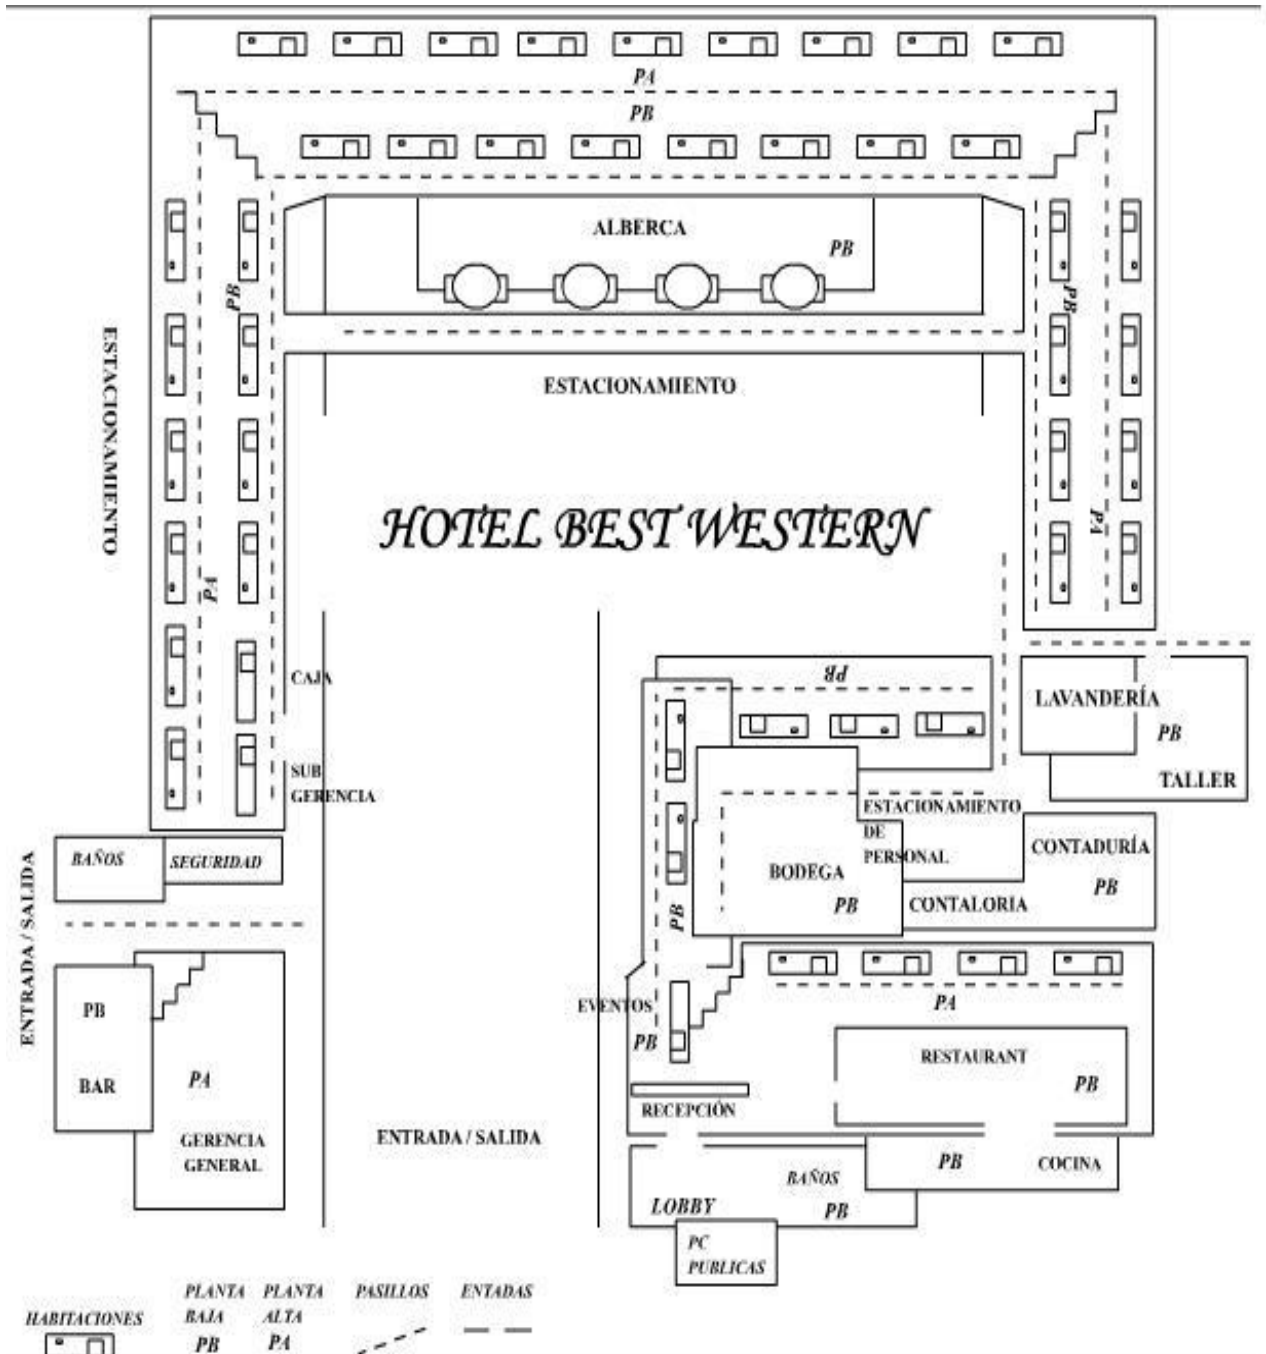 PA
PB
ALBERCA
PB
PB
PB
ESTACIONAMIENTO
ESTACIONAMIENTO
HOTEL BEST WESTERN
PA
PA
CAJA
SUB
GERENCIA
PB
LAVANDERÍA
PB
TALLER
ESTACIONAMIENTO
DE
PERSONAL
BODEGA
PB
CONTADURÍA
PB
CONTALORIA
BAÑOS
SEGURIDAD
ENTRADA / SALIDA
PB
EVENTOS
PB
PA
PB
BAR
PA
GERENCIA
GENERAL
RESTAURANT
PB
RECEPCIÓN
ENTRADA / SALIDA
PB
COCINA
BAÑOS
PB
LOBBY
PC
PUBLICAS
HABITACIONES
PLANTA
BAJA
PB
PLANTA
ALTA
PA
PASILLOS
ENTADAS